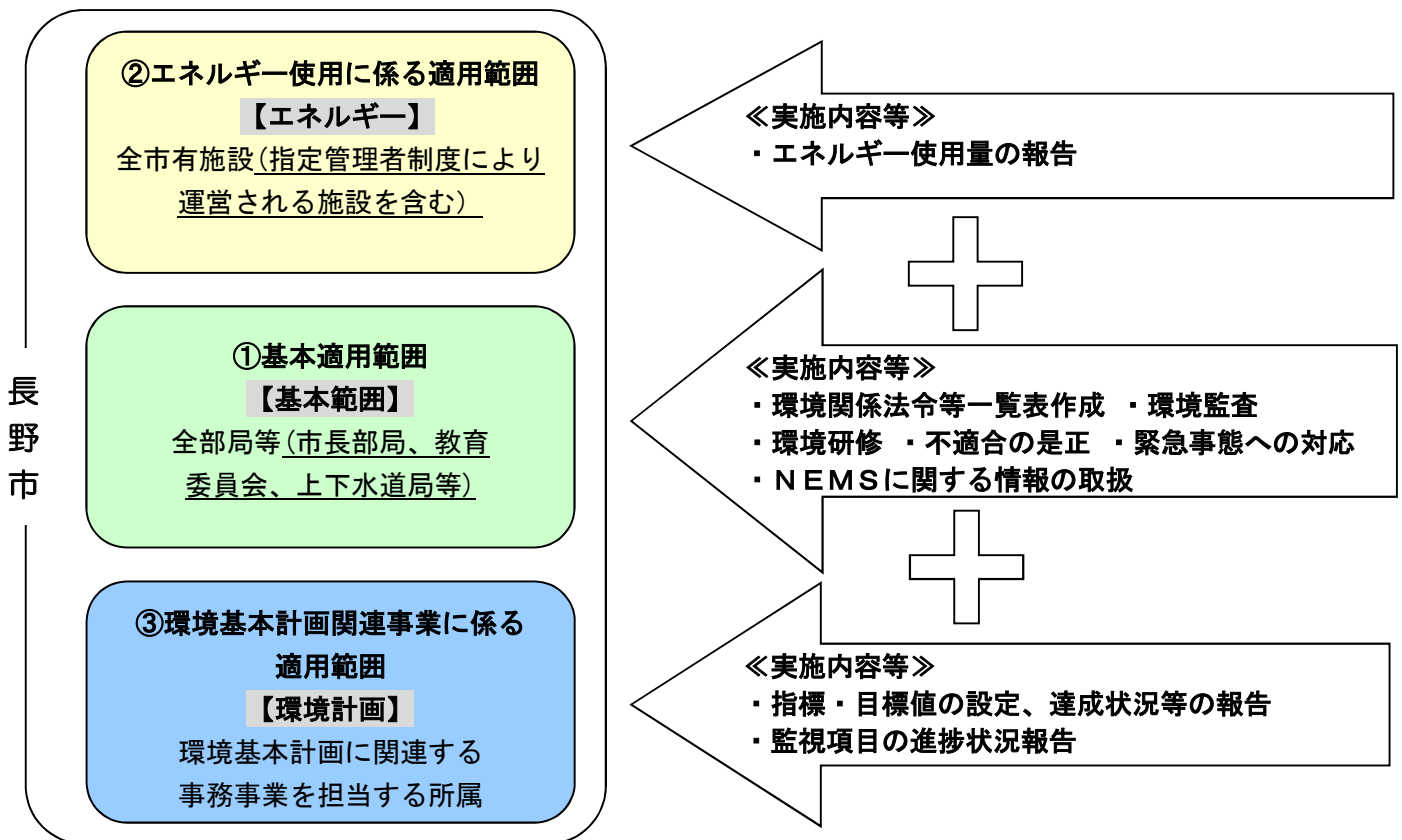 長
野
市
②エネルギー使用に係る適用範囲
【エネルギー】
全市有施設(指定管理者制度により
運営される施設を含む)
≪実施内容等≫
・エネルギー使用量の報告
①基本適用範囲
【基本範囲】
全部局等(市長部局、教育
委員会、上下水道局等)
≪実施内容等≫
・環境関係法令等一覧表作成 ・環境監査
・環境研修 ・不適合の是正 ・緊急事態への対応
・ＮＥＭＳに関する情報の取扱
③環境基本計画関連事業に係る
適用範囲
【環境計画】
環境基本計画に関連する
事務事業を担当する所属
≪実施内容等≫
・指標・目標値の設定、達成状況等の報告
・監視項目の進捗状況報告